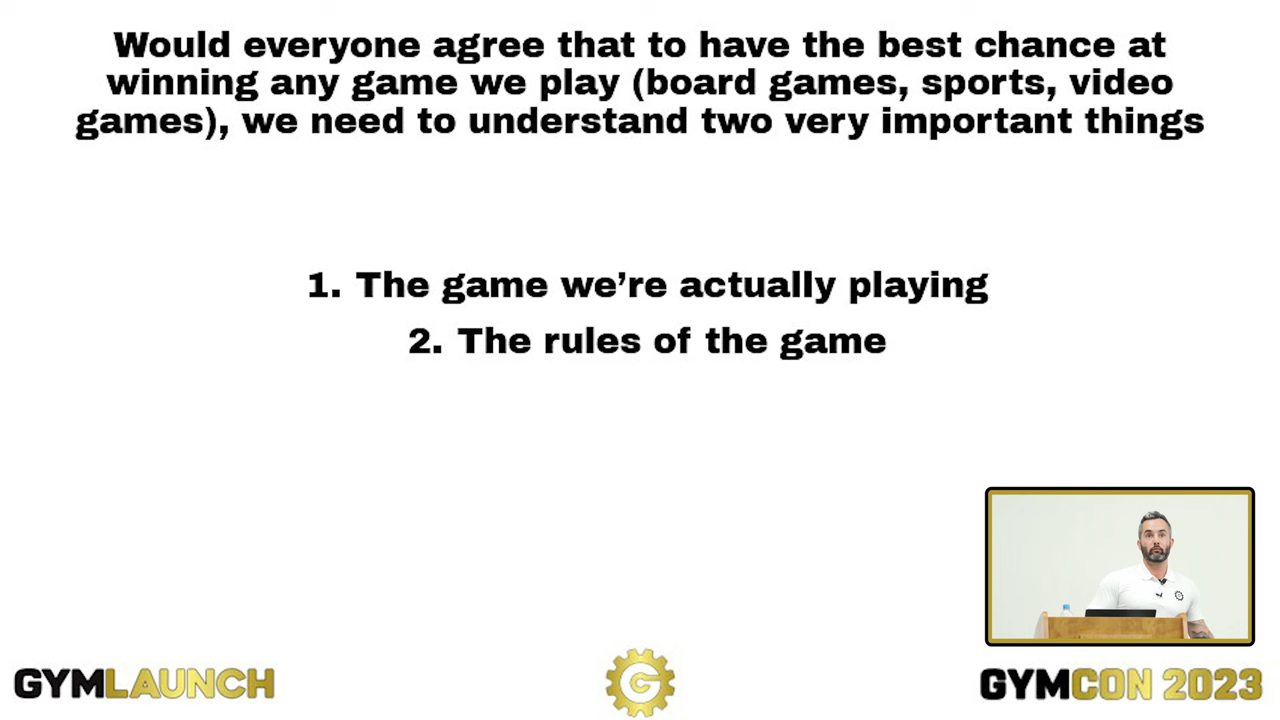 Would everyone agree that to have the best chance at
winning any game we play (board games, sports, video
games), we need to understand two very important things
1. The game we’re actually playing
2. The rules of the game
GYMLAUNCH
G
GYMCON 2023